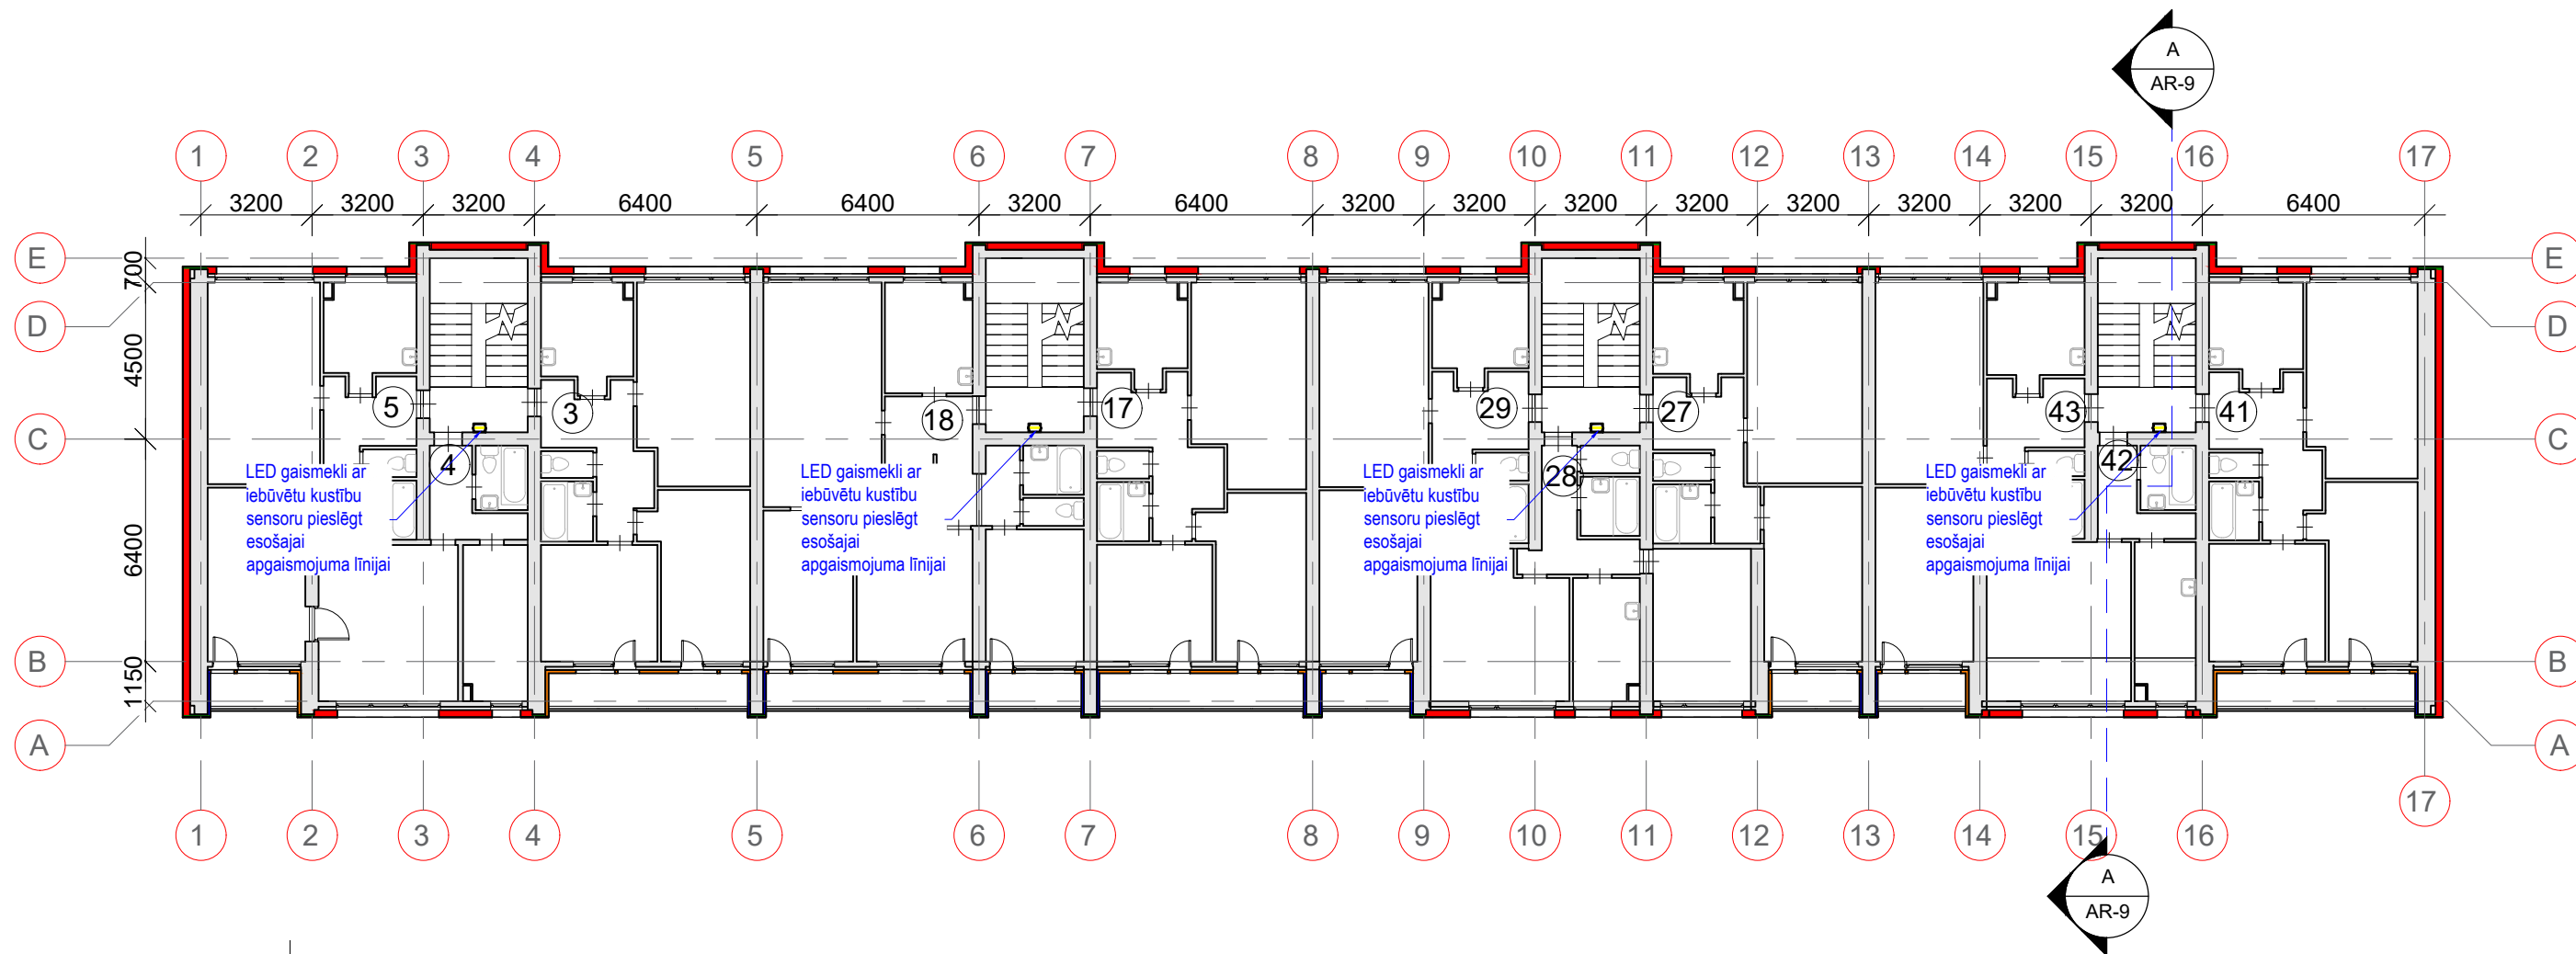 A
AR-9
1 2 3 4 5 6 7 8 9 10 11 12 13 14 15 16 17
3200 3200 3200 6400 6400 3200 6400 3200 3200 3200 3200 3200 3200 3200 3200 6400
E
E
700
D
D
4500
5 3 18 17 29 27 43 41
C
C
4 28 42
LED gaismekli ar
iebūvētu kustību
sensoru pieslēgt
esošajai
apgaismojuma līnijai
LED gaismekli ar
iebūvētu kustību
sensoru pieslēgt
esošajai
apgaismojuma līnijai
LED gaismekli ar
iebūvētu kustību
sensoru pieslēgt
esošajai
apgaismojuma līnijai
LED gaismekli ar
iebūvētu kustību
sensoru pieslēgt
esošajai
apgaismojuma līnijai
6400
B
B
1150
A
A
1 2 3 4 5 6 7 8 9 10 11 12 13 14 15 16 17
A
AR-9